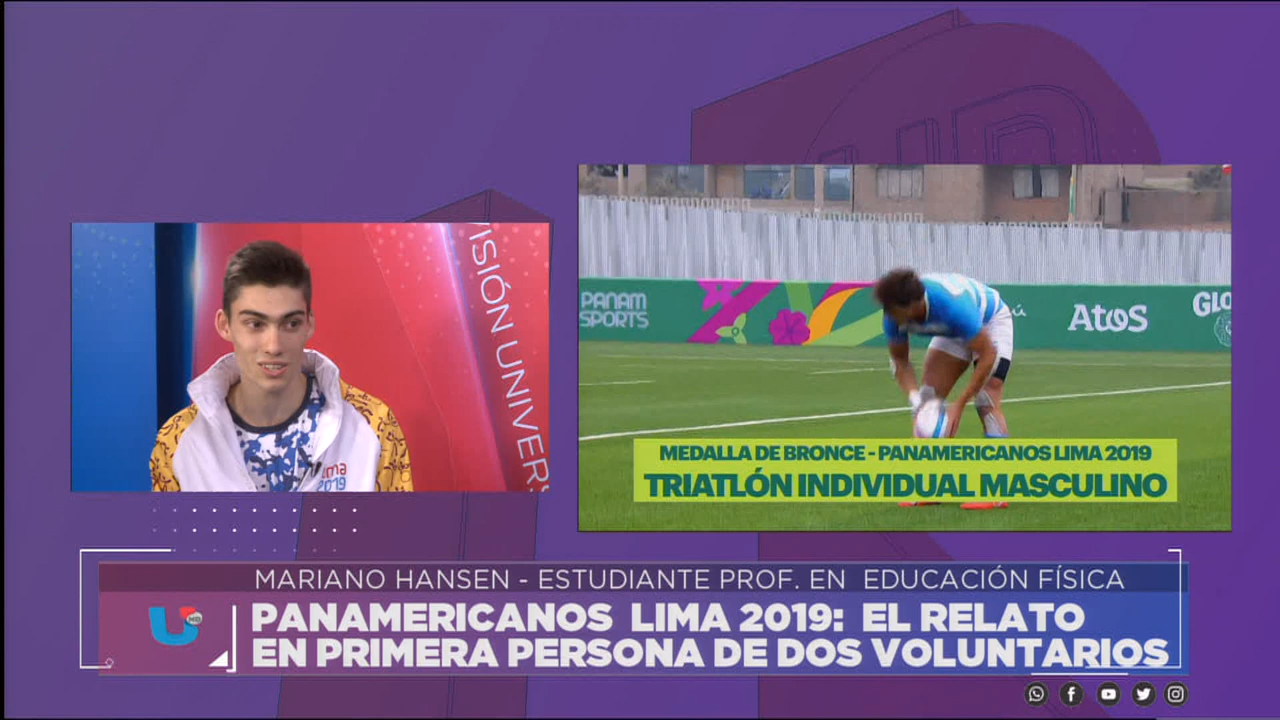 VISIÓN UNIVERS
Lima
2019
PANAM
SPORTS
Atos
GLO
MEDALLA DE BRONCE - PANAMERICANOS LIMA 2019
TRIATLÓN INDIVIDUAL MASCULINO
MARIANO HANSEN - ESTUDIANTE PROF. EN EDUCACIÓN FÍSICA
PANAMERICANOS LIMA 2019: EL RELATO
EN PRIMERA PERSONA DE DOS VOLUNTARIOS